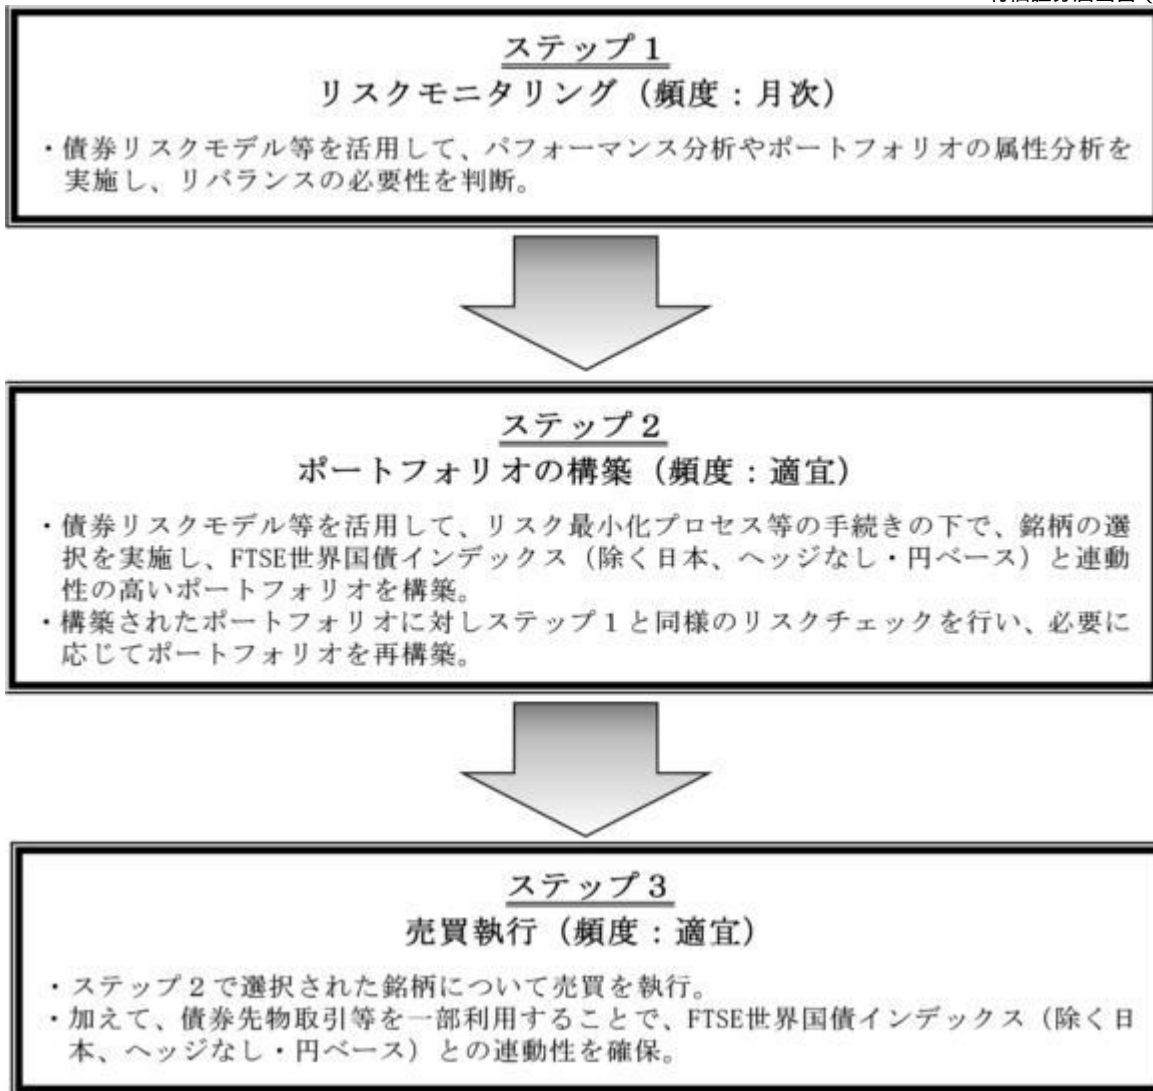 ステップ1
リスクモニタリング（頻度：月次）
・債券リスクモデル等を活用して、パフォーマンス分析やポートフォリオの属性分析を
実施し、リバランスの必要性を判断。
ステップ2
ポートフォリオの構築（頻度：適宜）
・債券リスクモデル等を活用して、リスク最小化プロセス等の手続きの下で、銘柄の選
択を実施し、FTSE世界国債インデックス（除く日本、ヘッジなし・円ベース）と連動
性の高いポートフォリオを構築。
・構築されたポートフォリオに対しステップ1と同様のリスクチェックを行い、必要に
応じてポートフォリオを再構築。
ステップ3
売買執行（頻度：適宜）
・ステップ2で選択された銘柄について売買を執行。
・加えて、債券先物取引等を一部利用することで、FTSE世界国債インデックス（除く日
本、ヘッジなし・円ベース）との連動性を確保。